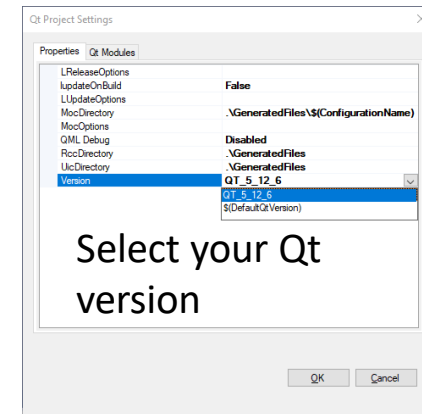 Qt Project Settings
Properties Qt Modules
LReleaseOptions
lupdateOnBuild False
LUpdateOptions
MocDirectory .\GeneratedFiles\$(ConfigurationName)
MocOptions
QML Debug Disabled
RccDirectory .\GeneratedFiles
UicDirectory .\GeneratedFiles
Version QT_5_12_6
QT_5_12_6
$(DefaultQtVersion)
Select your Qt
version
OK Cancel